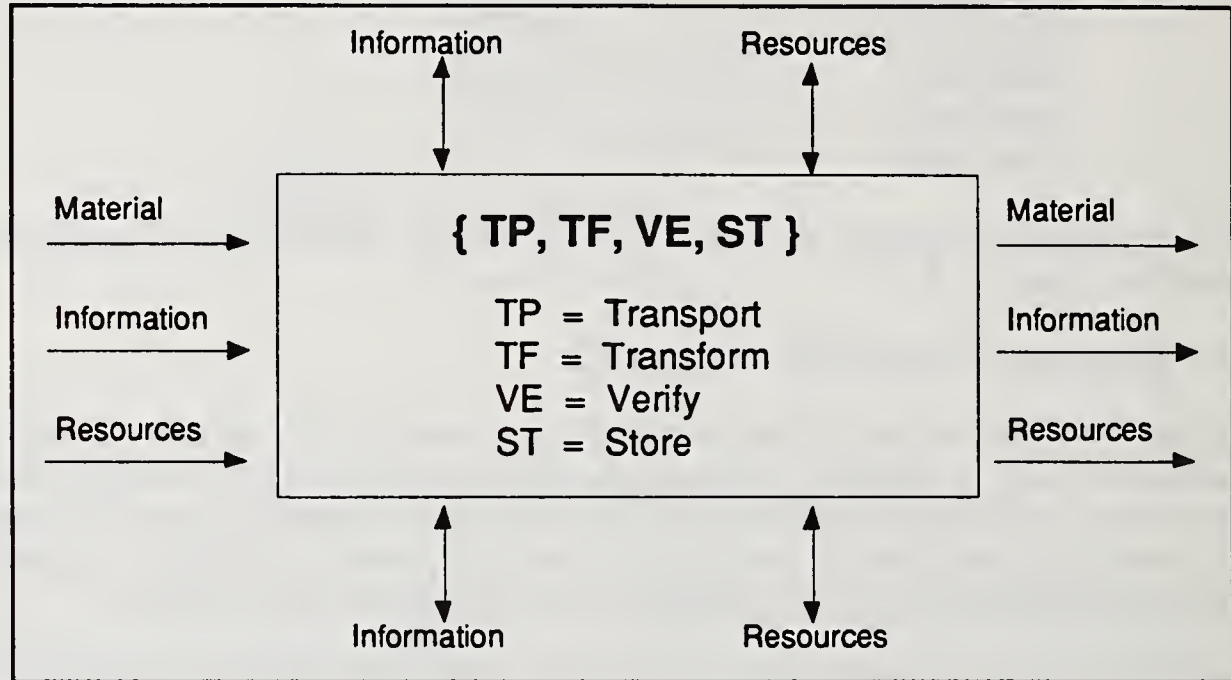 Information
Resources
Material
Information
Resources
{ TP, TF, VE, ST }
TP = Transport
TF = Transform
VE = Verify
ST = Store
Material
Information
Resources
Information
Resources